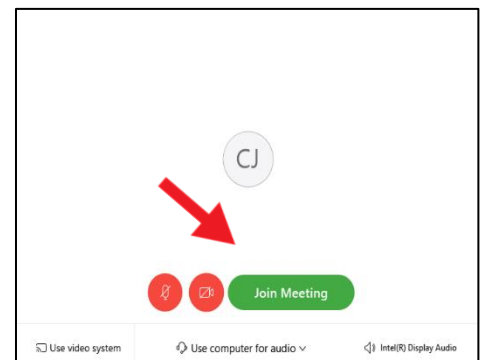 CJ
Join Meeting
Use video system Use computer for audio Intel(R) Display Audio